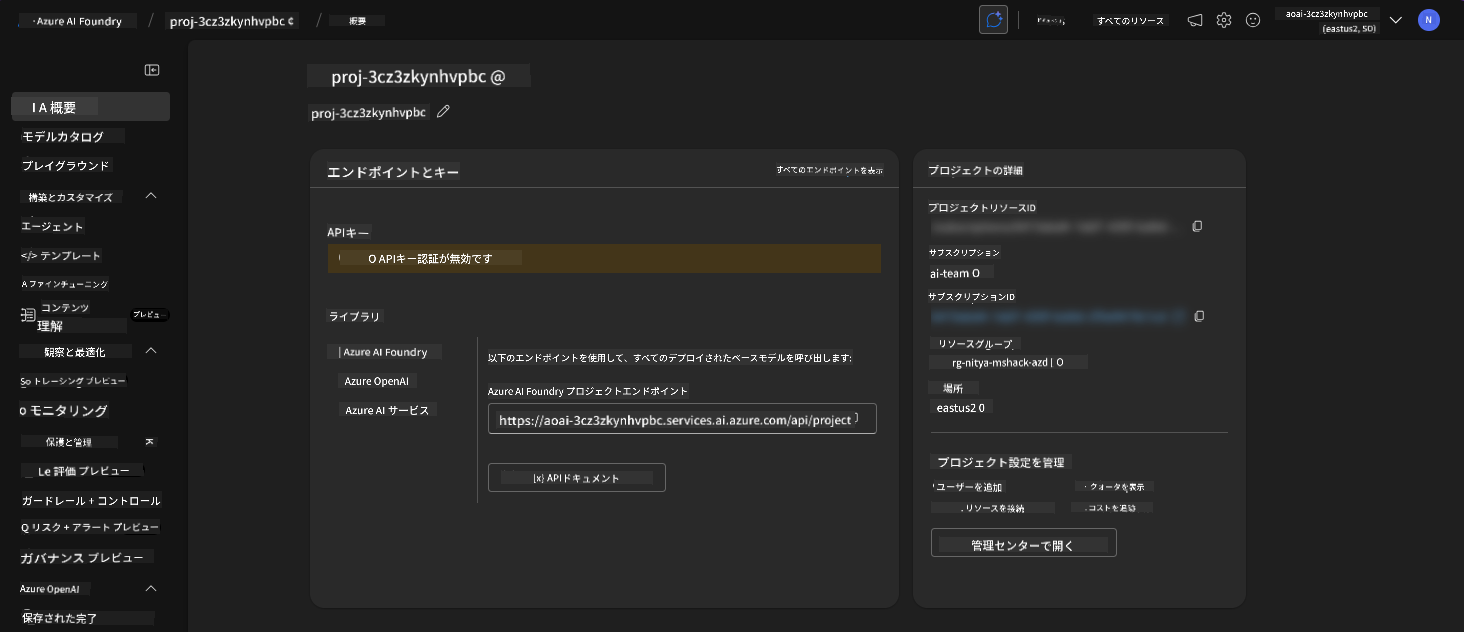 Azure AI Foundry / proj-3cz3zkynhvpbc ¢ / 概要
すべてのリソース
aoai-3cz3zkynhvpbc
(eastus2, S0)
N
I A 概要
モデルカタログ
プレイグラウンド
構築とカスタマイズ
エージェント
</> テンプレート
A ファインチューニング
コンテンツ
理解
プレビュー
観察と最適化
So トレーシング プレビュー
o モニタリング
保護と管理
Le 評価 プレビュー
ガードレール + コントロール
Q リスク + アラート プレビュー
ガバナンス プレビュー
Azure OpenAI
保存された完了
proj-3cz3zkynhvpbc @
proj-3cz3zkynhvpbc
エンドポイントとキー
すべてのエンドポイントを表示
APIキー
O APIキー認証が無効です
ライブラリ
| Azure AI Foundry
Azure OpenAI
Azure AI サービス
以下のエンドポイントを使用して、すべてのデプロイされたベースモデルを呼び出します:
Azure AI Foundry プロジェクトエンドポイント
https://aoai-3cz3zkynhvpbc.services.ai.azure.com/api/project
[x] APIドキュメント
プロジェクトの詳細
プロジェクトリソースID
サブスクリプション
ai-team O
サブスクリプションID
リソースグループ
rg-nitya-mshack-azd | O
場所
eastus2 0
プロジェクト設定を管理
ユーザーを追加
クォータを表示
リソースを接続
コストを追跡
管理センターで開く